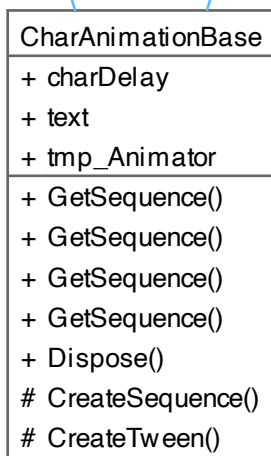 CharAnimationBase
+ charDelay
+ text
+ tmp_Animator
+ GetSequence()
+ GetSequence()
+ GetSequence()
+ GetSequence()
+ Dispose()
# CreateSequence()
# CreateTween()